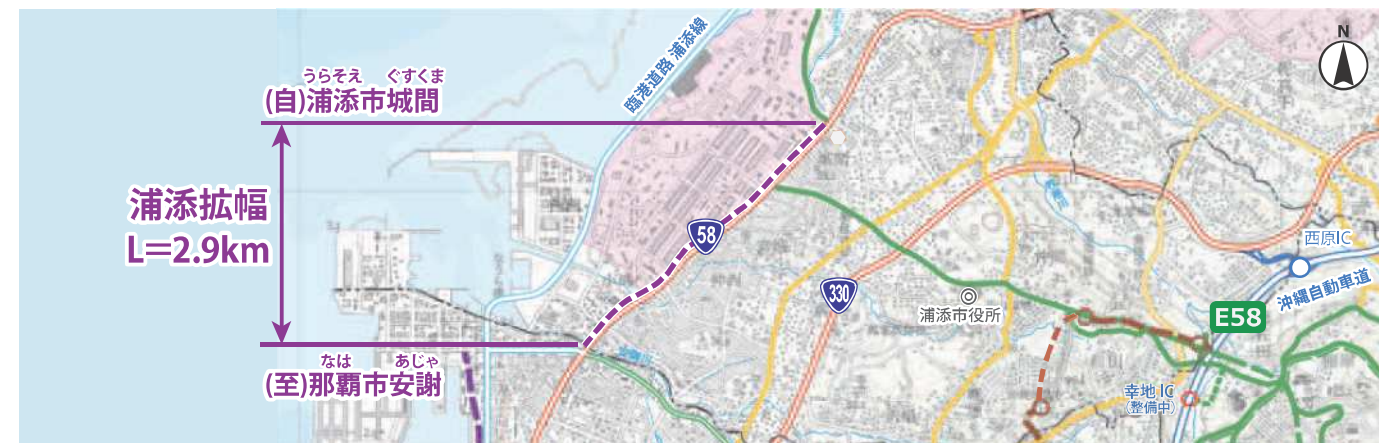 N
臨港道路 浦添線
うらそえ ぐすくま
(自)浦添市城間
浦添拡幅
L=2.9km
58
330
西原IC
沖縄自動車道
浦添市役所
E58
なは あじゃ
(至)那覇市安謝
幸地 IC
(整備中)